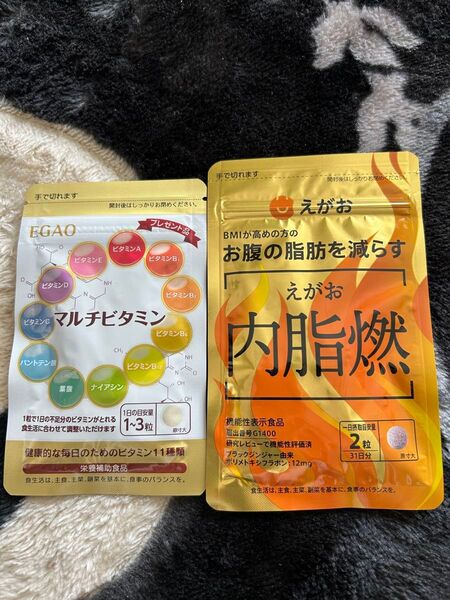 手で切れます
開封後はしっかりお閉めください。
EGAO
プレゼント品
ビタミンE
ビタミンA
ビタミンB₁
ビタミンD
ビタミンB₂
ビタミンC
マルチビタミン
ビタミンB₆
パントテン酸
ビタミンB₁₂
葉酸
ナイアシン
1粒で1日の不足分のビタミンがとれる
食生活に合わせて調整いただけます
1日の目安量
1~3粒
原寸大
健康的な毎日のためのビタミン11種類
栄養補助食品
食生活は、主食、主菜、副菜を基本に、食事のバランスを。
手で切れます
開封後はしっかりお閉めください。
えがお
BMIが高めの方の
お腹の脂肪を減らす
えがお
内脂燃
機能性表示食品
届出番号G1400
研究レビューで機能性評価済
ブラックジンジャー由来
ポリメトキシフラボン:12mg
一日摂取目安量
2粒
31日分
原寸大
食生活は、主食、主菜、副菜を基本に、食事のバランスを。